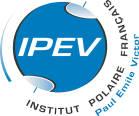 IPEV
INSTITUT POLAIRE FRANÇAIS
Paul Emile Victor